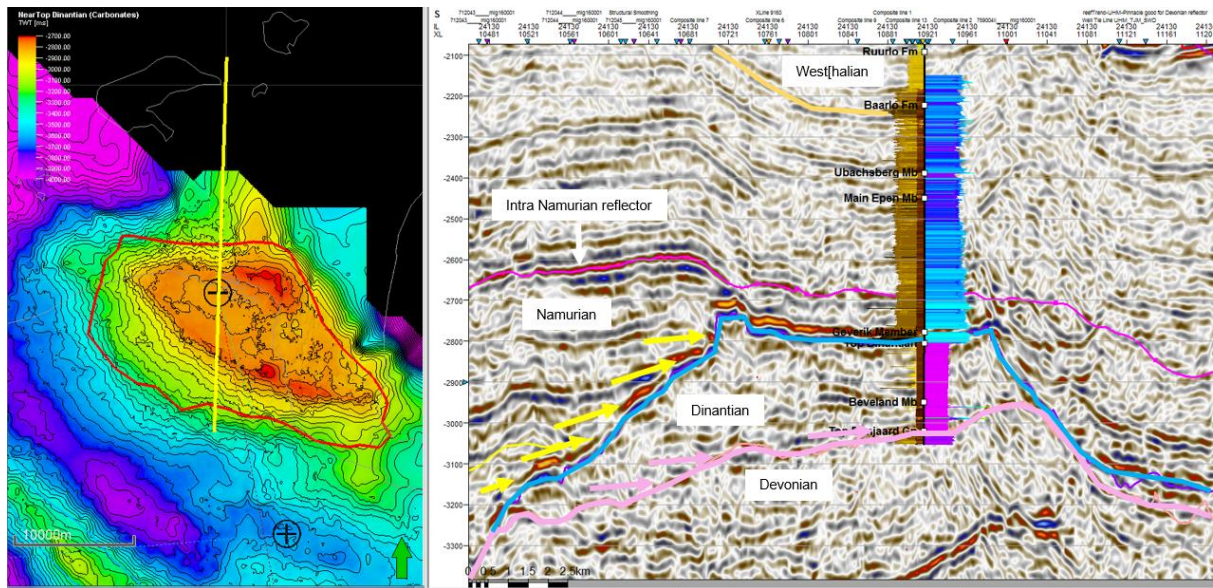 NearTop Dinantian (Carbonates)
TWT [ms]
-2700.00
-2800.00
-2900.00
-3000.00
-3100.00
-3200.00
-3300.00
-3400.00
-3500.00
-3600.00
-3700.00
-3800.00
-3900.00
-4000.00
10000m
S
IL
XL
Structural Smoothing
Composite line 7
XLine 9160
Composite line 6
Composite line 9
Composite line 13
Composite line 2
24130 24130 24130 24130 24130 24130 24130 24130 24130 24130 24130 24130 24130 24130 24130 24130 24130 24130
10481 10521 10561 10601 10641 10681 10721 10761 10801 10841 10881 10921 10961 11001 11041 11081 11121 11161
-2100
-2200
-2300
-2400
-2500
-2600
-2700
-2800
-2900
-3000
-3100
-3200
-3300
Ruurlo Fm
West[halian
Baarlo Fm
Ubachsberg Mb
Main Epen Mb
Intra Namurian reflector
Namurian
Geverik Member
Dinantian
Beveland Mb
Devonian
0 0.5 1 1.5 2 2.5km